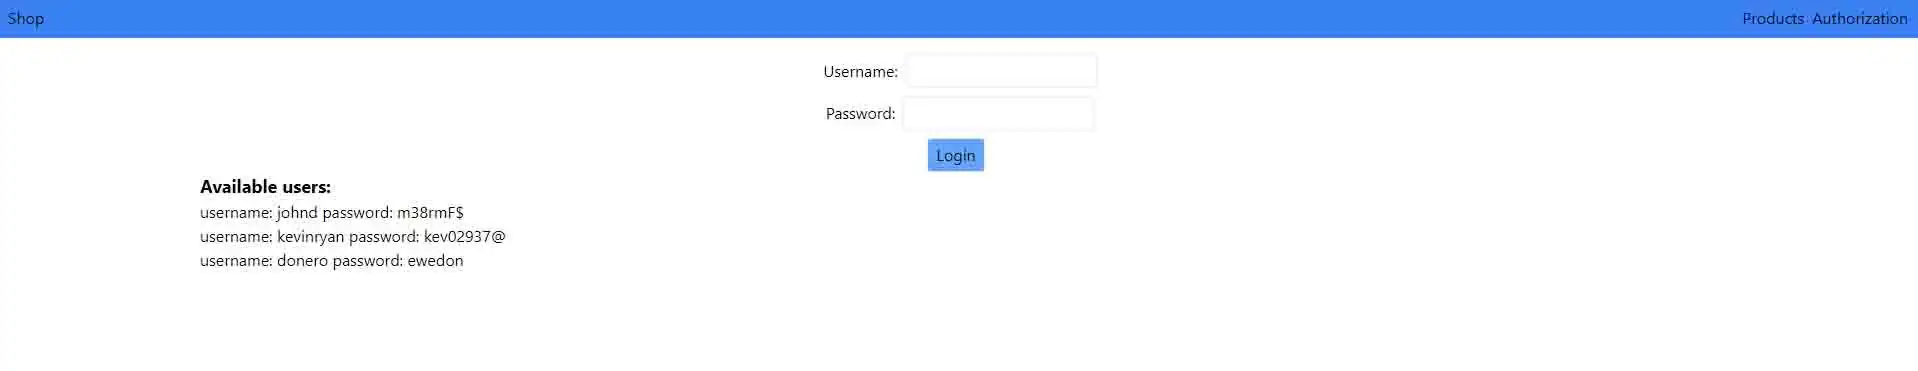 Shop Products Authorization
Username:
Password:
Login
Available users:
username: johnd password: m38rmF$
username: kevinryan password: kev02937@
username: donero password: ewedon